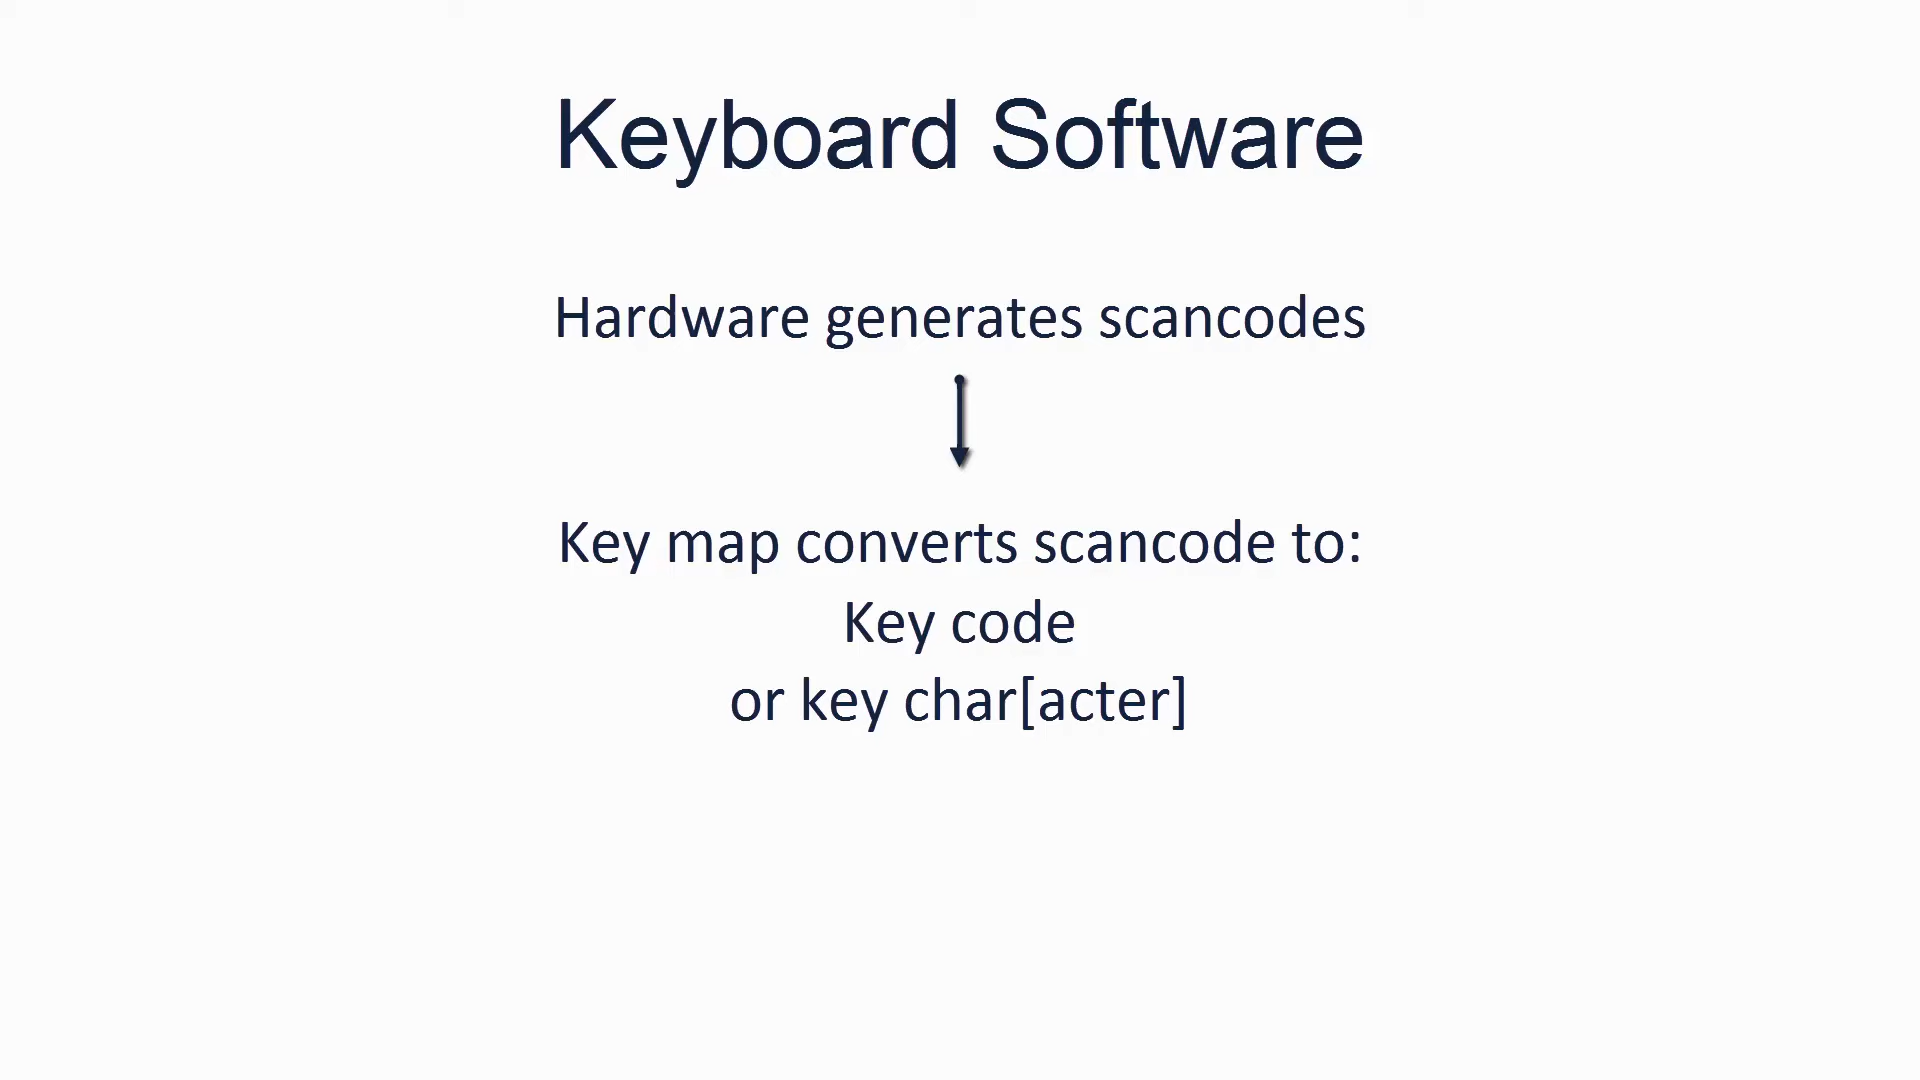 Keyboard Software
Hardware generates scancodes
Key map converts scancode to:
Key code
or key char[acter]